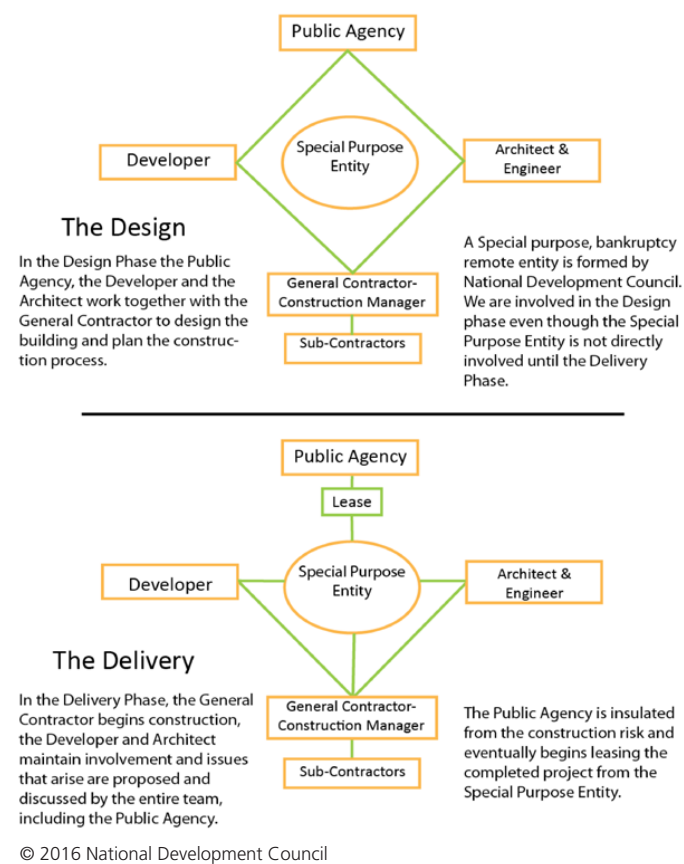 Public Agency
Developer
Special Purpose
Entity
Architect &
Engineer
The Design
In the Design Phase the Public
Agency, the Developer and the
Architect work together with the
General Contractor to design the
building and plan the construc-
tion process.
General Contractor-
Construction Manager
Sub-Contractors
A Special purpose, bankruptcy
remote entity is formed by
National Development Council.
We are involved in the Design
phase even though the Special
Purpose Entity is not directly
involved until the Delivery
Phase.
Public Agency
Lease
Developer
Special Purpose
Entity
Architect &
Engineer
The Delivery
In the Delivery Phase, the General
Contractor begins construction,
the Developer and Architect
maintain involvement and issues
that arise are proposed and
discussed by the entire team,
including the Public Agency.
General Contractor-
Construction Manager
Sub-Contractors
The Public Agency is insulated
from the construction risk and
eventually begins leasing the
completed project from the
Special Purpose Entity.
© 2016 National Development Council